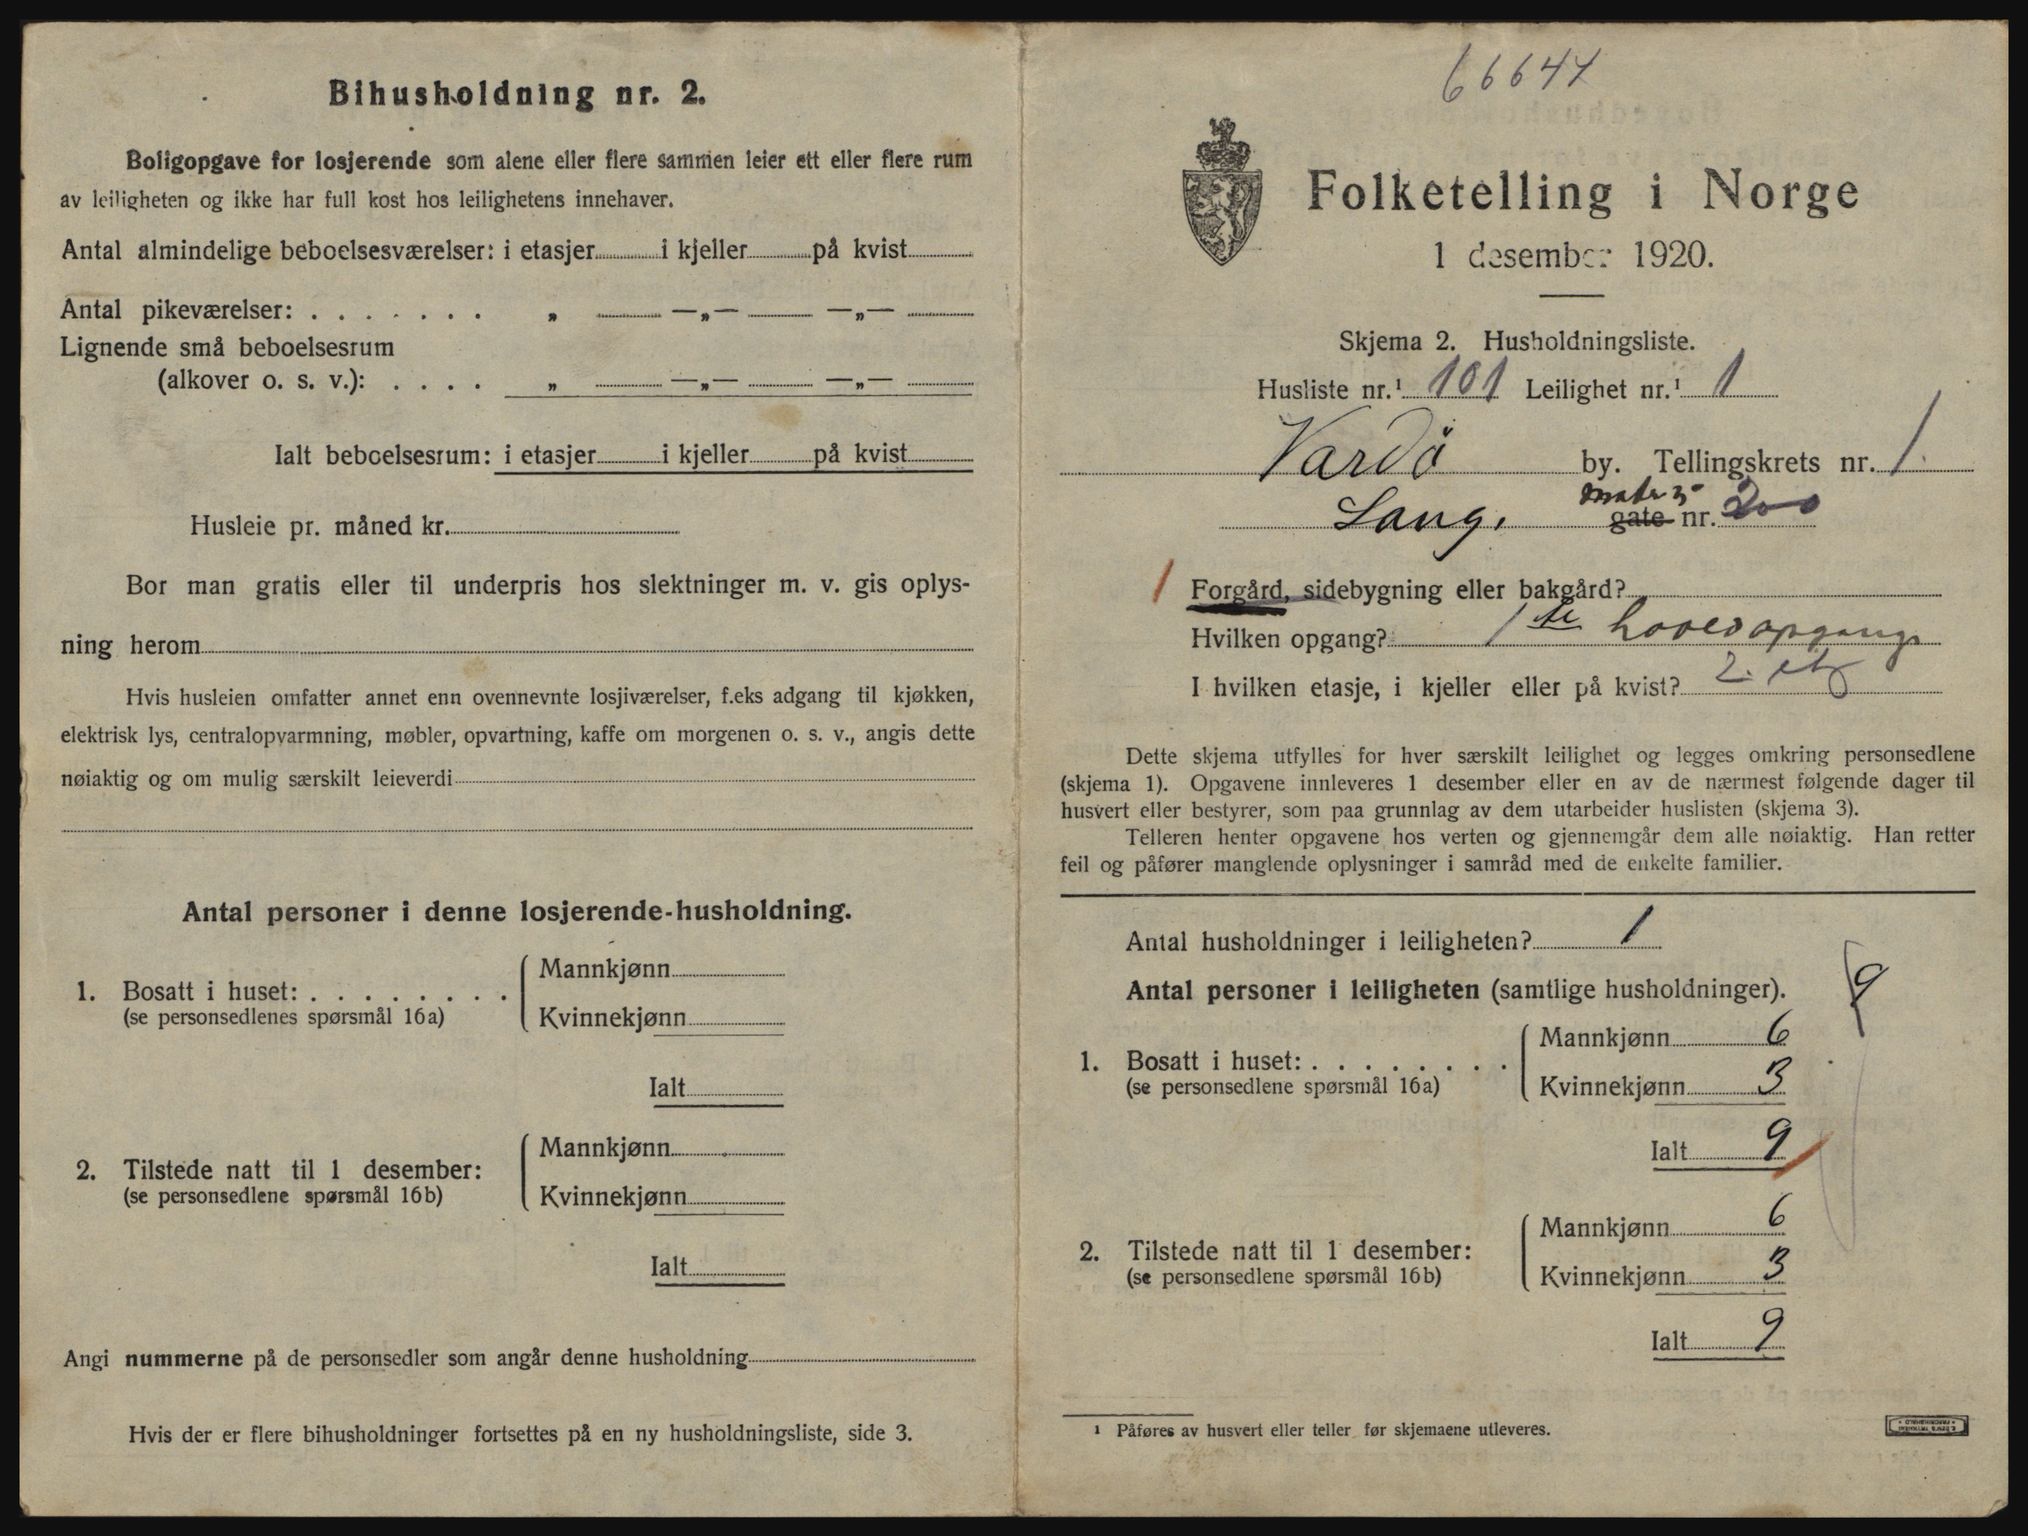 Bihusholdning nr. 2.
Boligopgave for losjerende som alene eller flere sammen leier ett eller flere rum
av leiligheten og ikke har full kost hos leilighetens innehaver.
Antal almindelige beboelsesværelser: i etasjer i kjeller på kvist
Antal pikeværelser: . . . . . . . „ —„— —„—
Lignende små beboelsesrum
(alkover o. s. v.): . . . . „ —„— —„—
Ialt beboelsesrum: i etasjer i kjeller på kvist
Husleie pr. måned kr.
Bor man gratis eller til underpris hos slektninger m. v. gis oplys-
ning herom
Hvis husleien omfatter annet enn ovennevnte losjiværelser, f.eks adgang til kjøkken,
elektrisk lys, centralopvarmning, møbler, opvartning, kaffe om morgenen o. s. v., angis dette
nøiaktig og om mulig særskilt leieverdi
Antal personer i denne losjerende-husholdning.
1. Bosatt i huset: . . . . . . . . Mannkjønn
(se personsedlenes spørsmål 16a) Kvinnekjønn
Ialt
2. Tilstede natt til 1 desember: Mannkjønn
(se personsedlene spørsmål 16b) Kvinnekjønn
Ialt
Angi nummerne på de personsedler som angår denne husholdning
Hvis der er flere bihusholdninger fortsettes på en ny husholdningsliste, side 3.
Folketelling i Norge
1 desember 1920.
Skjema 2. Husholdningsliste.
Husliste nr.¹ 101 Leilighet nr.¹ 1
Vardö by. Tellingskrets nr. 1.
Lang. gate nr. 200
1 Forgård, sidebygning eller bakgård?
Hvilken opgang? 1ste hovedopgang
I hvilken etasje, i kjeller eller på kvist? 2. etg
Dette skjema utfylles for hver særskilt leilighet og legges omkring personsedlene
(skjema 1). Opgavene innleveres 1 desember eller en av de nærmest følgende dager til
husvert eller bestyrer, som paa grunnlag av dem utarbeider huslisten (skjema 3).
Telleren henter opgavene hos verten og gjennemgår dem alle nøiaktig. Han retter
feil og påfører manglende oplysninger i samråd med de enkelte familier.
Antal husholdninger i leiligheten? 1
Antal personer i leiligheten (samtlige husholdninger). 9
1. Bosatt i huset: . . . . . . . . Mannkjønn 6
(se personsedlene spørsmål 16a) Kvinnekjønn 3
Ialt 9
2. Tilstede natt til 1 desember: Mannkjønn 6
(se personsedlene spørsmål 16b) Kvinnekjønn 3
Ialt 9
¹ Påføres av husvert eller teller før skjemaene utleveres.